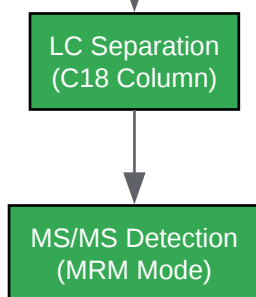 LC Separation
(C18 Column)
MS/MS Detection
(MRM Mode)